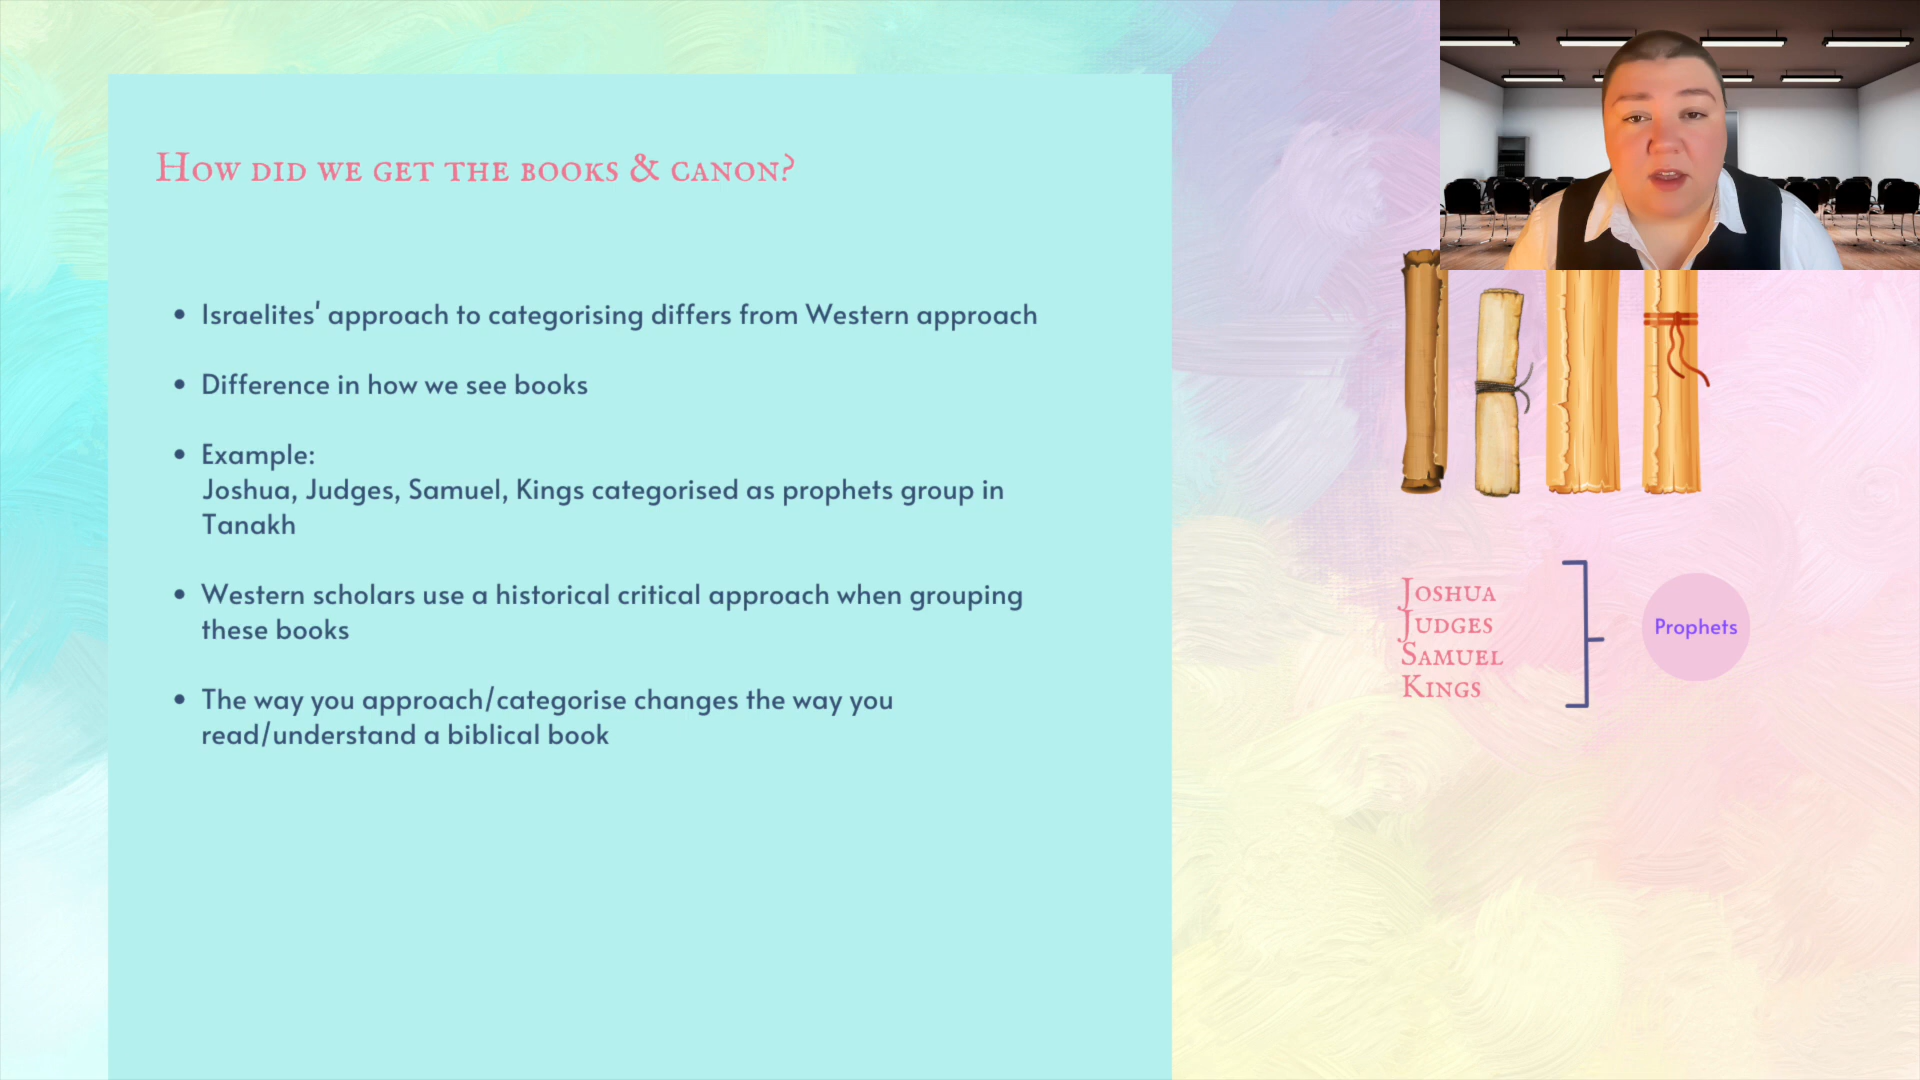 How did we get the books & canon?
• Israelites' approach to categorising differs from Western approach
• Difference in how we see books
• Example:
Joshua, Judges, Samuel, Kings categorised as prophets group in
Tanakh
• Western scholars use a historical critical approach when grouping
these books
• The way you approach/categorise changes the way you
read/understand a biblical book
Joshua
Judges
Samuel
Kings
Prophets